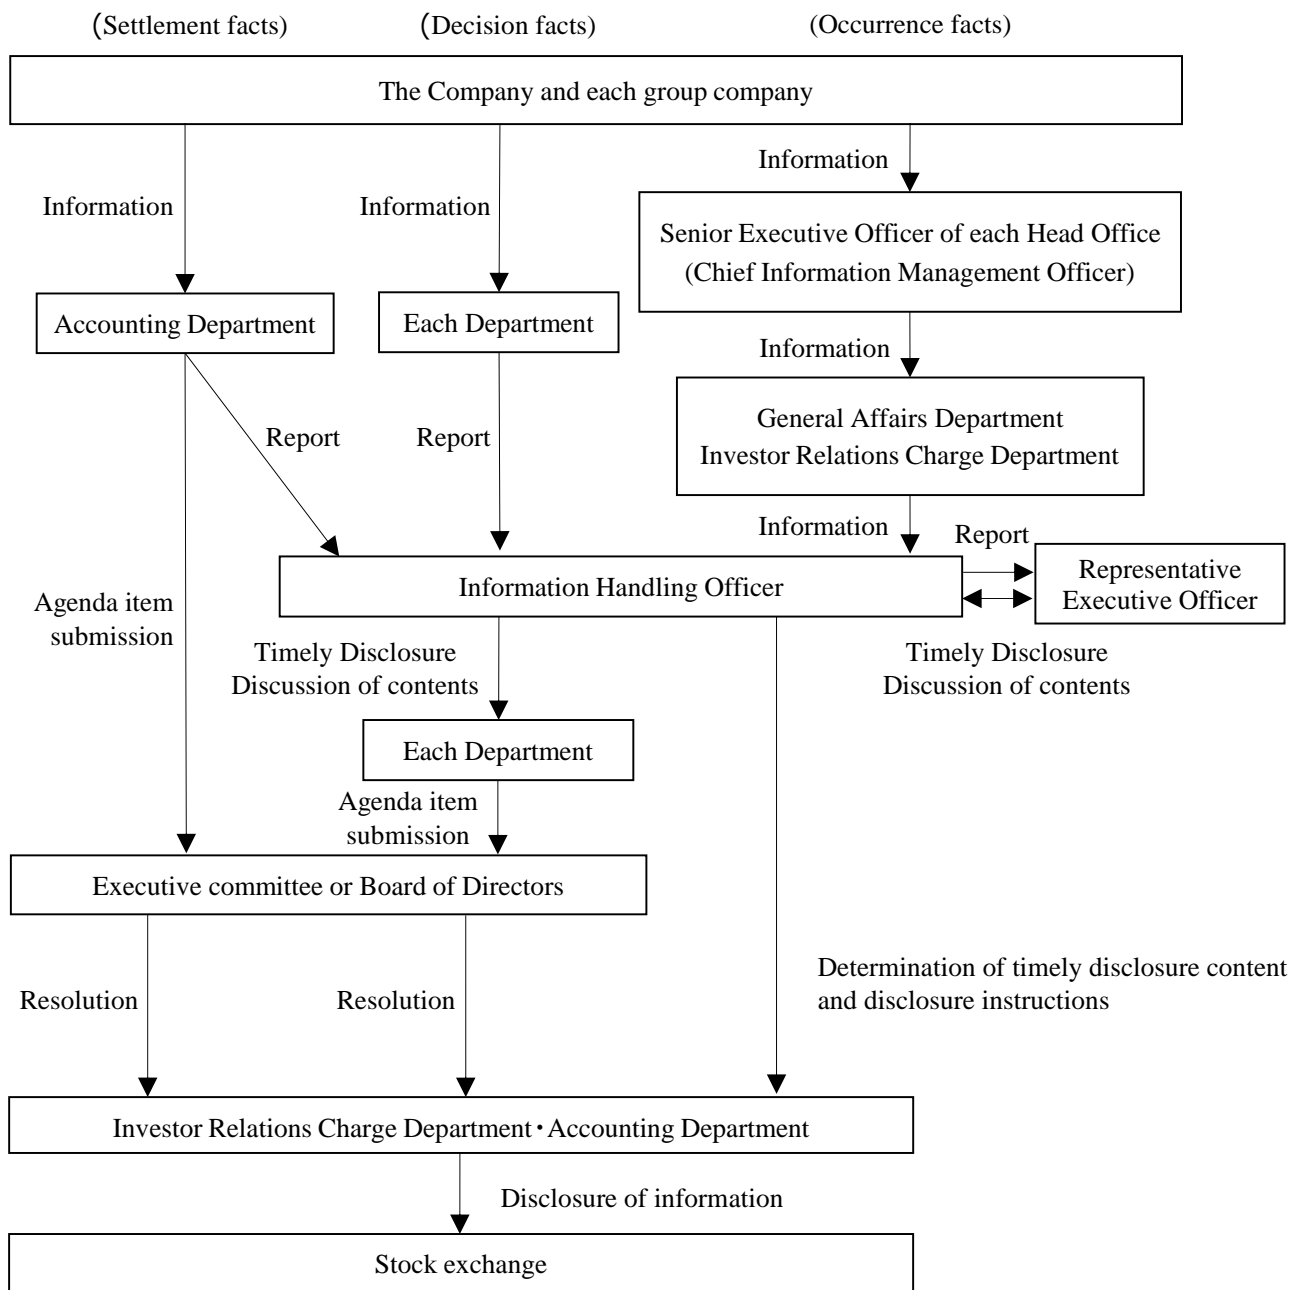 (Settlement facts)
(Decision facts)
(Occurrence facts)
The Company and each group company
Information
Information
Information
Senior Executive Officer of each Head Office
(Chief Information Management Officer)
Accounting Department
Each Department
Information
General Affairs Department
Investor Relations Charge Department
Report
Report
Information
Report
Information Handling Officer
Representative
Executive Officer
Agenda item
submission
Timely Disclosure
Discussion of contents
Timely Disclosure
Discussion of contents
Each Department
Agenda item
submission
Executive committee or Board of Directors
Resolution
Resolution
Determination of timely disclosure content
and disclosure instructions
Investor Relations Charge Department・Accounting Department
Disclosure of information
Stock exchange